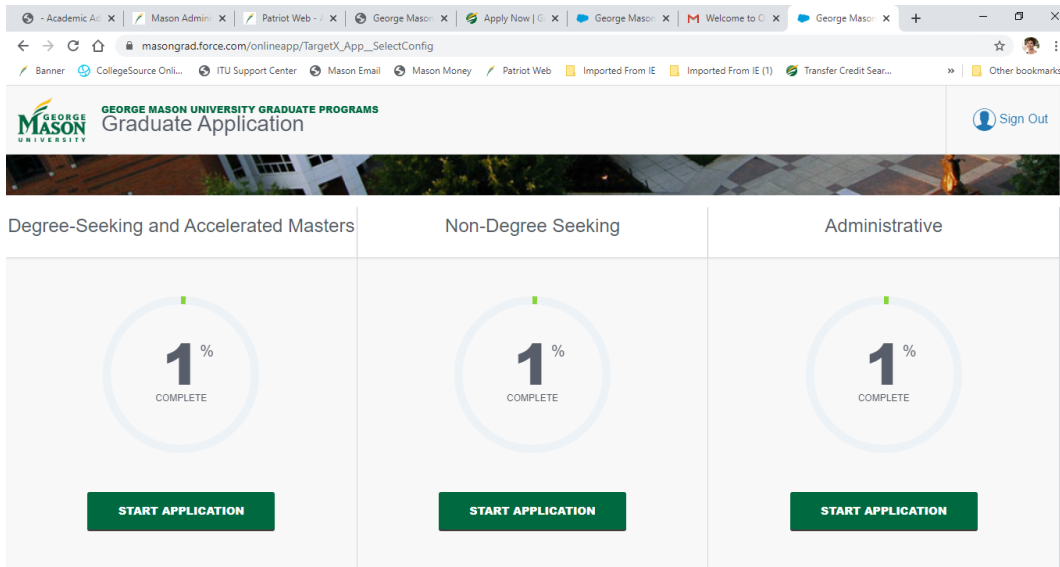 - Academic Ad
Mason Admini
Patriot Web - A
George Mason
Apply Now | G
George Mason
Welcome to O
George Mason
masongrad.force.com/onlineapp/TargetX_App__SelectConfig
Banner
CollegeSource Onli...
ITU Support Center
Mason Email
Mason Money
Patriot Web
Imported From IE
Imported From IE (1)
Transfer Credit Sear...
»
Other bookmarks
GEORGE
MASON
UNIVERSITY
GEORGE MASON UNIVERSITY GRADUATE PROGRAMS
Graduate Application
Sign Out
Degree-Seeking and Accelerated Masters
Non-Degree Seeking
Administrative
1 %
COMPLETE
1 %
COMPLETE
1 %
COMPLETE
START APPLICATION
START APPLICATION
START APPLICATION